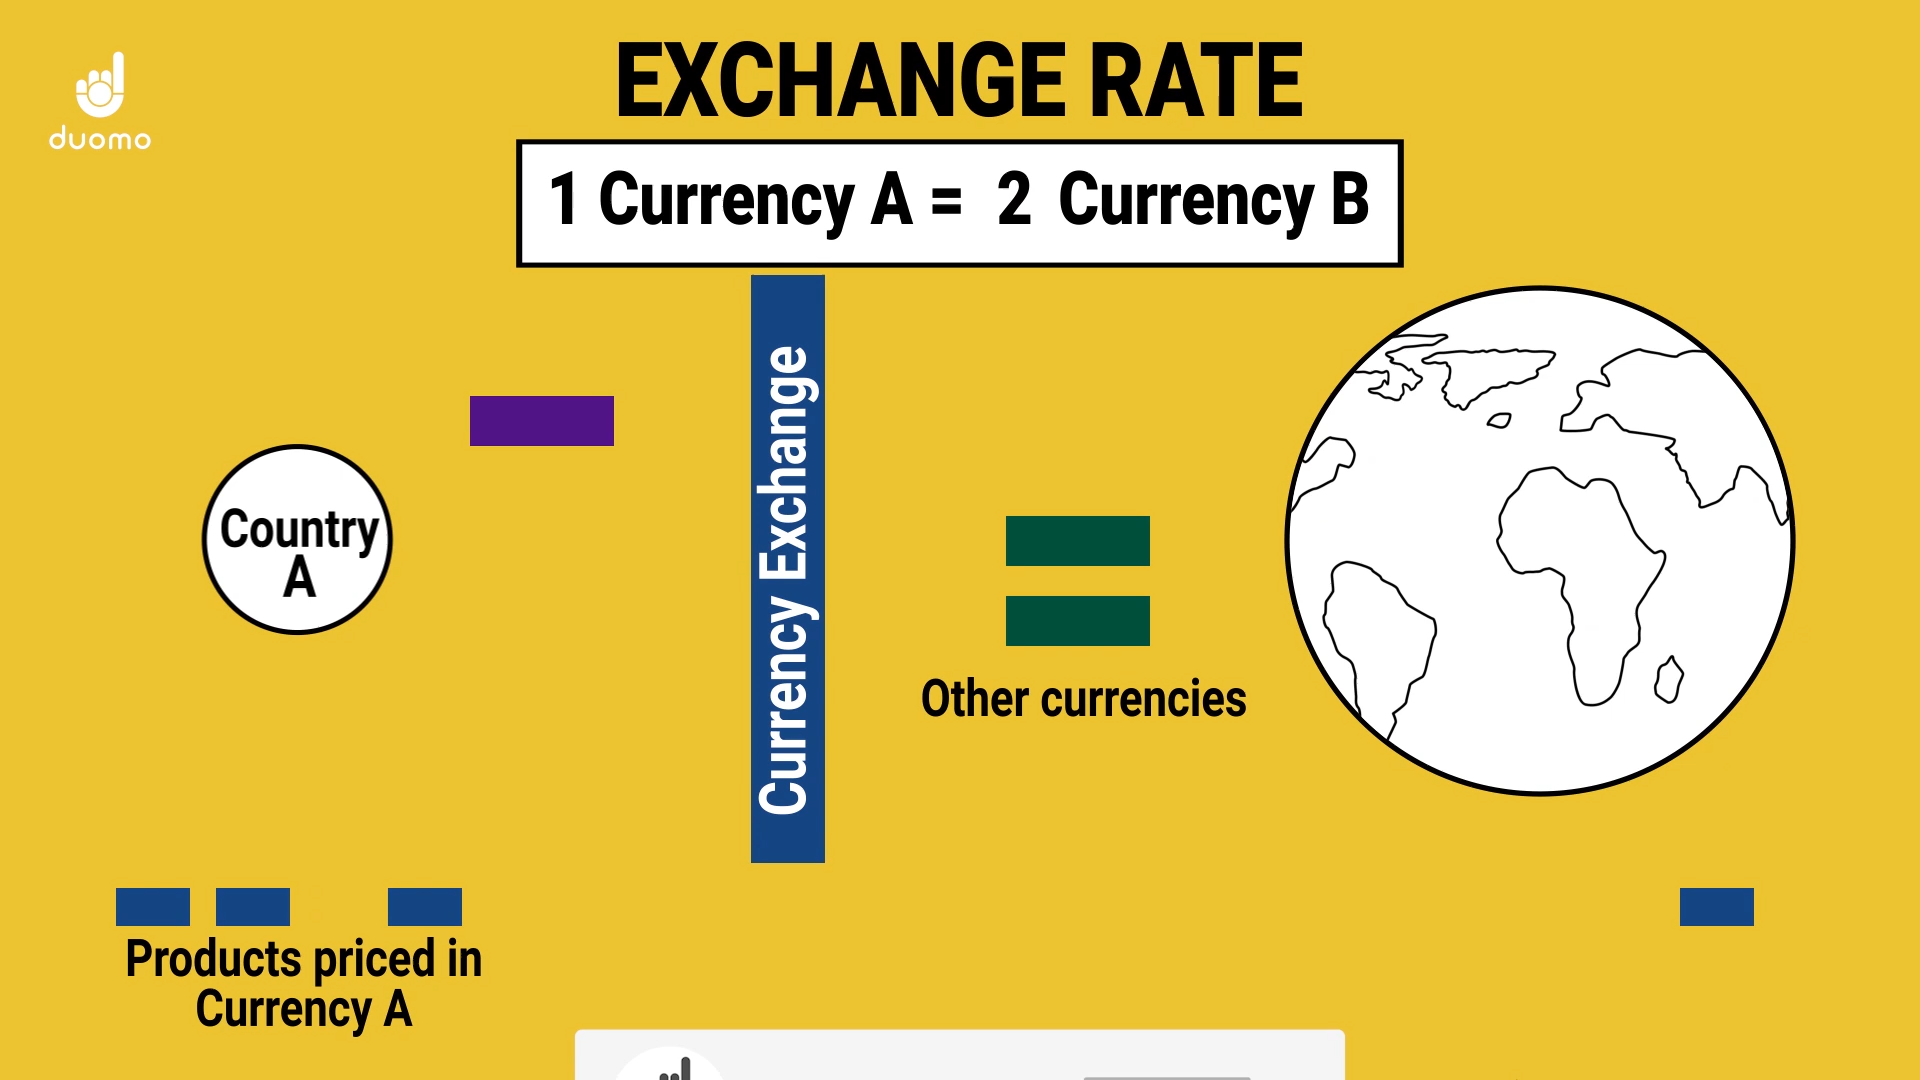 duomo
EXCHANGE RATE
1 Currency A = 2 Currency B
Currency Exchange
Country
A
Other currencies
Products priced in
Currency A